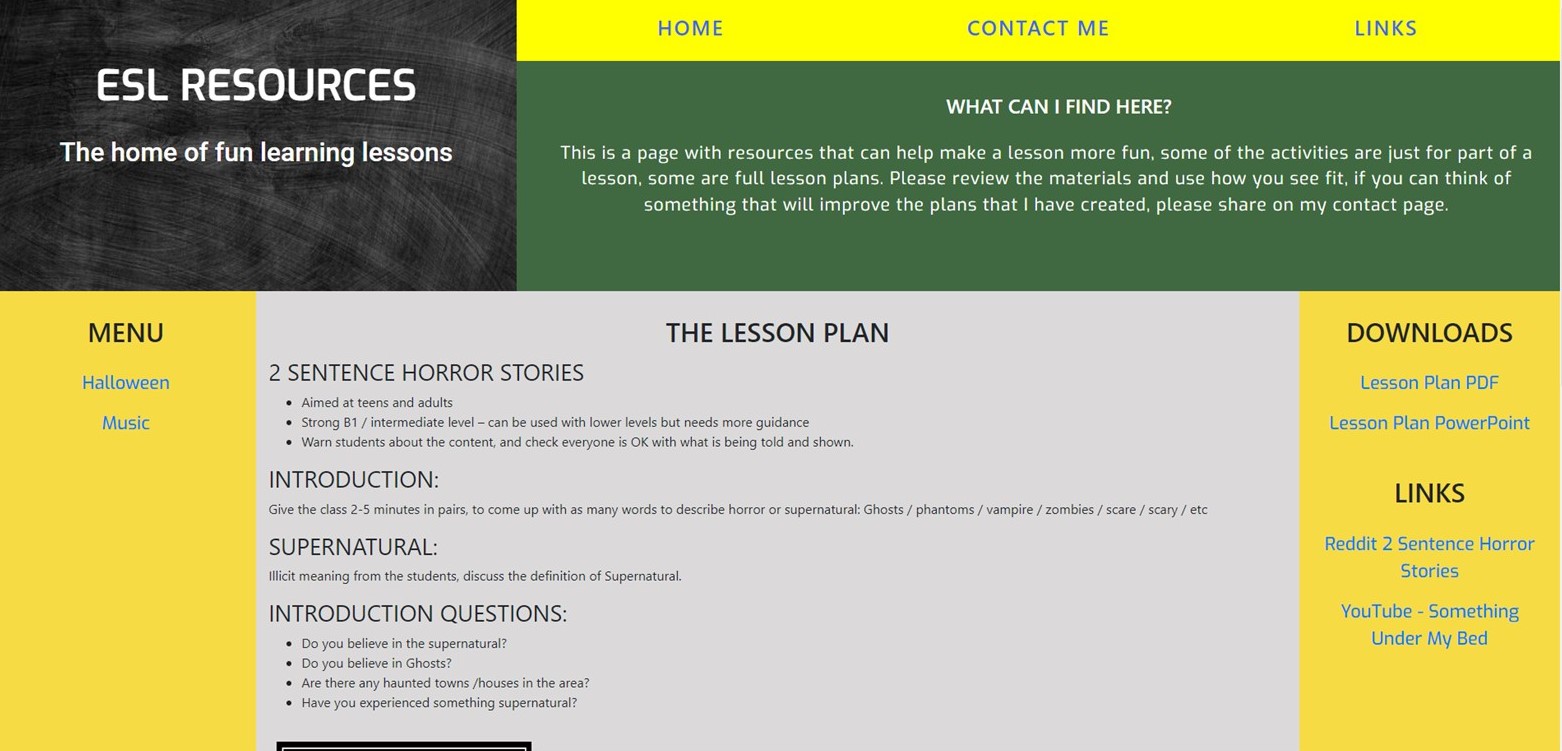 ESL RESOURCES
The home of fun learning lessons
HOME
CONTACT ME
LINKS
WHAT CAN I FIND HERE?
This is a page with resources that can help make a lesson more fun, some of the activities are just for part of a
lesson, some are full lesson plans. Please review the materials and use how you see fit, if you can think of
something that will improve the plans that I have created, please share on my contact page.
MENU
Halloween
Music
THE LESSON PLAN
2 SENTENCE HORROR STORIES
• Aimed at teens and adults
• Strong B1 / intermediate level – can be used with lower levels but needs more guidance
• Warn students about the content, and check everyone is OK with what is being told and shown.
INTRODUCTION:
Give the class 2-5 minutes in pairs, to come up with as many words to describe horror or supernatural: Ghosts / phantoms / vampire / zombies / scare / scary / etc
SUPERNATURAL:
Illicit meaning from the students, discuss the definition of Supernatural.
INTRODUCTION QUESTIONS:
• Do you believe in the supernatural?
• Do you believe in Ghosts?
• Are there any haunted towns /houses in the area?
• Have you experienced something supernatural?
DOWNLOADS
Lesson Plan PDF
Lesson Plan PowerPoint
LINKS
Reddit 2 Sentence Horror
Stories
YouTube - Something
Under My Bed